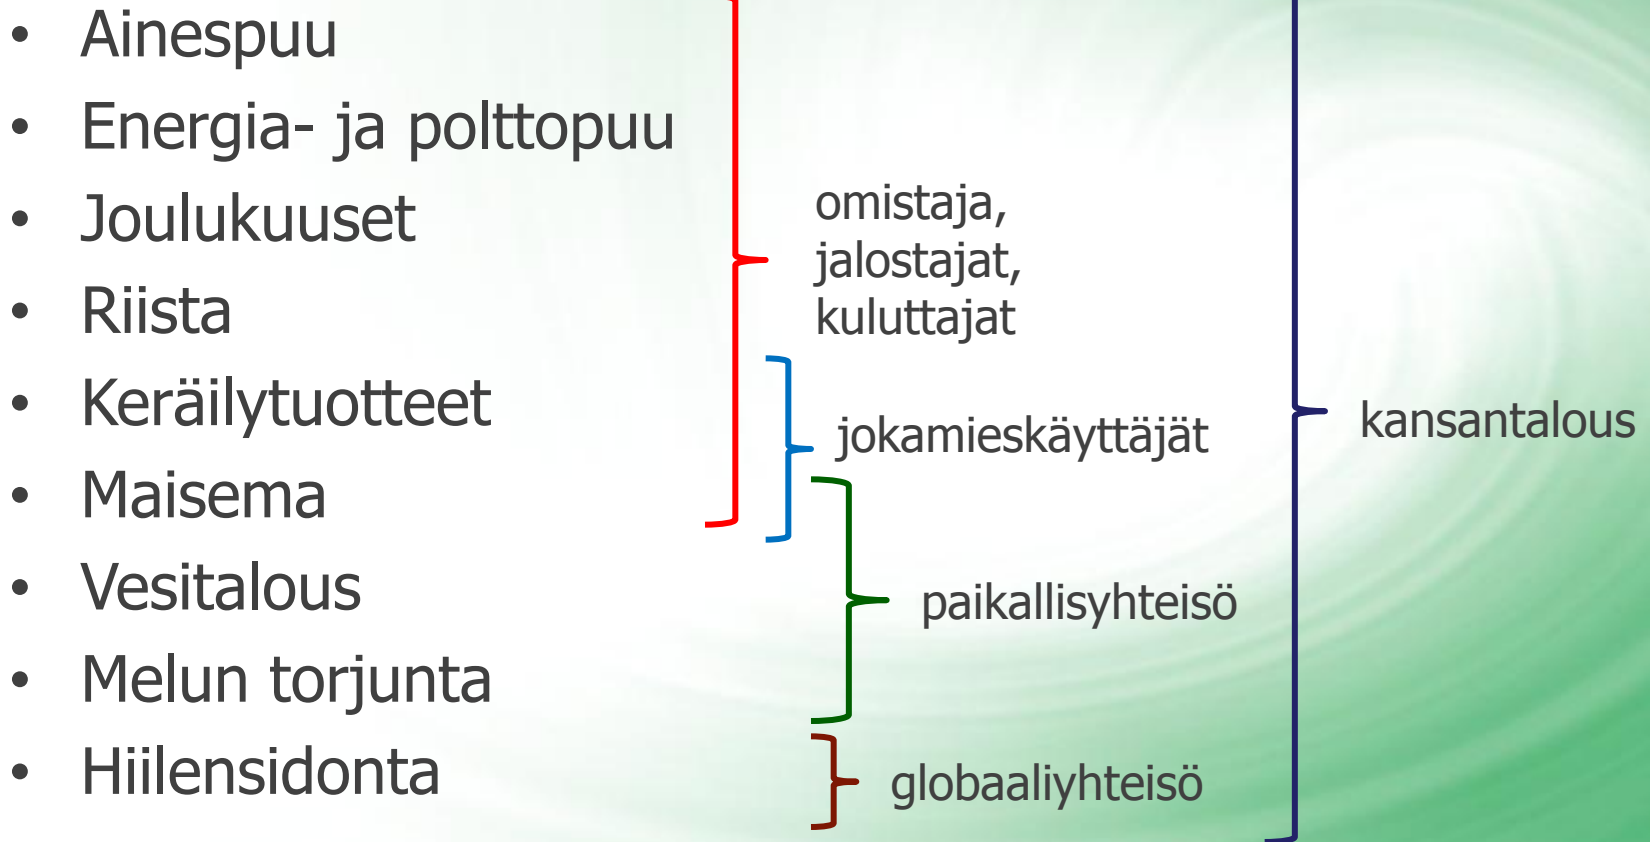 • Ainespuu
• Energia- ja polttopuu
• Joulukuuset
• Riista
• Keräilytuotteet
• Maisema
• Vesitalous
• Melun torjunta
• Hiilensidonta
omistaja,
jalostajat,
kuluttajat
jokamieskäyttäjät
paikallisyhteisö
globaaliyhteisö
kansantalous